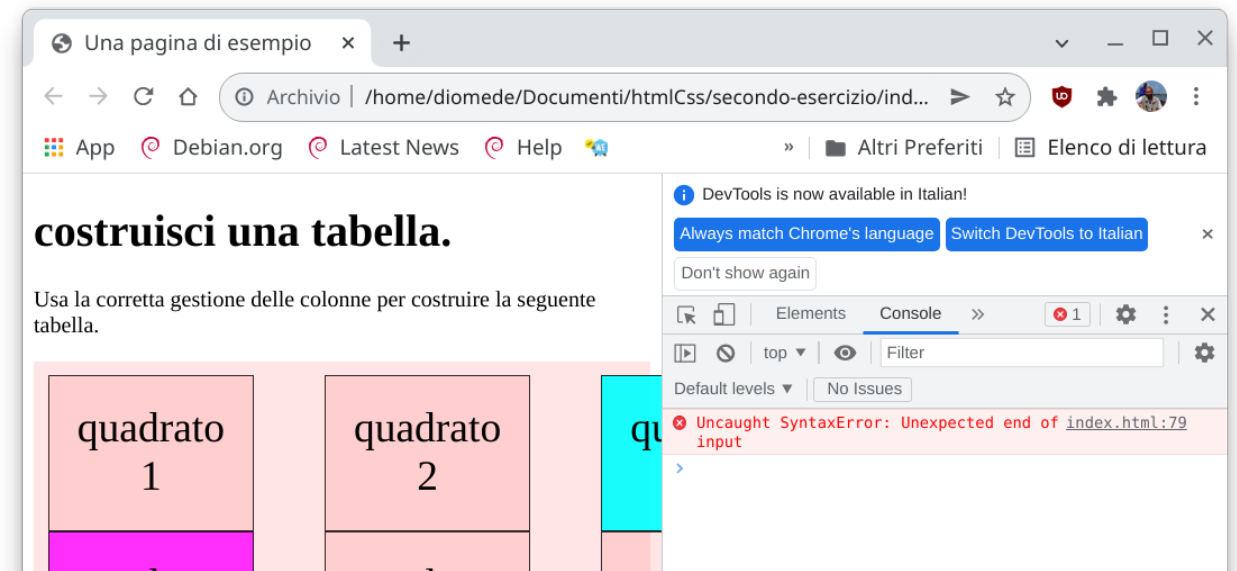 Una pagina di esempio
Archivio | /home/diomede/Documenti/htmlCss/secondo-esercizio/ind...
App Debian.org Latest News Help » Altri Preferiti Elenco di lettura
costruisci una tabella.
Usa la corretta gestione delle colonne per costruire la seguente
tabella.
quadrato
1
quadrato
2
DevTools is now available in Italian!
Always match Chrome's language Switch DevTools to Italian
Don't show again
Elements Console » 1
top Filter
Default levels No Issues
Uncaught SyntaxError: Unexpected end of index.html:79
input